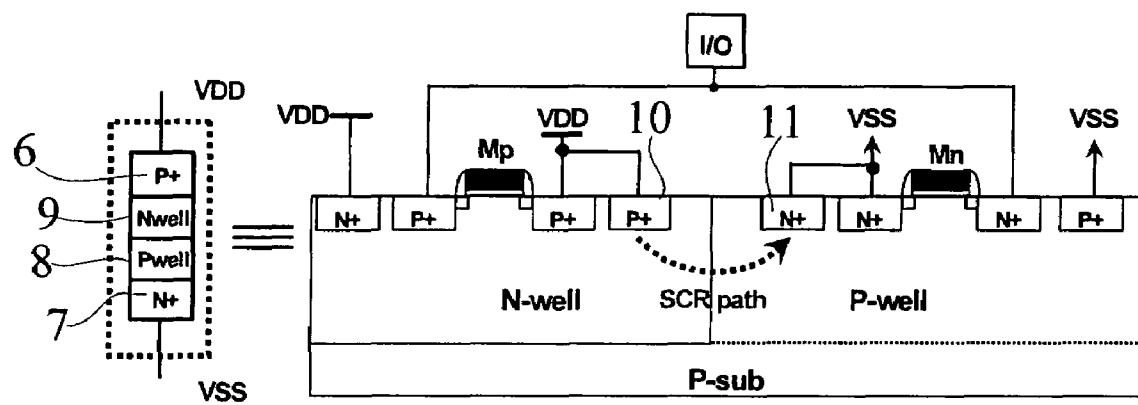 I/O
VDD
6
P+
9
Nwell
8
Pwell
7
N+
VSS
VDD
Mp
VDD
10
11
VSS
Mn
VSS
N+
P+
P+
P+
N+
N+
N+
P+
SCR path
N-well
P-well
P-sub